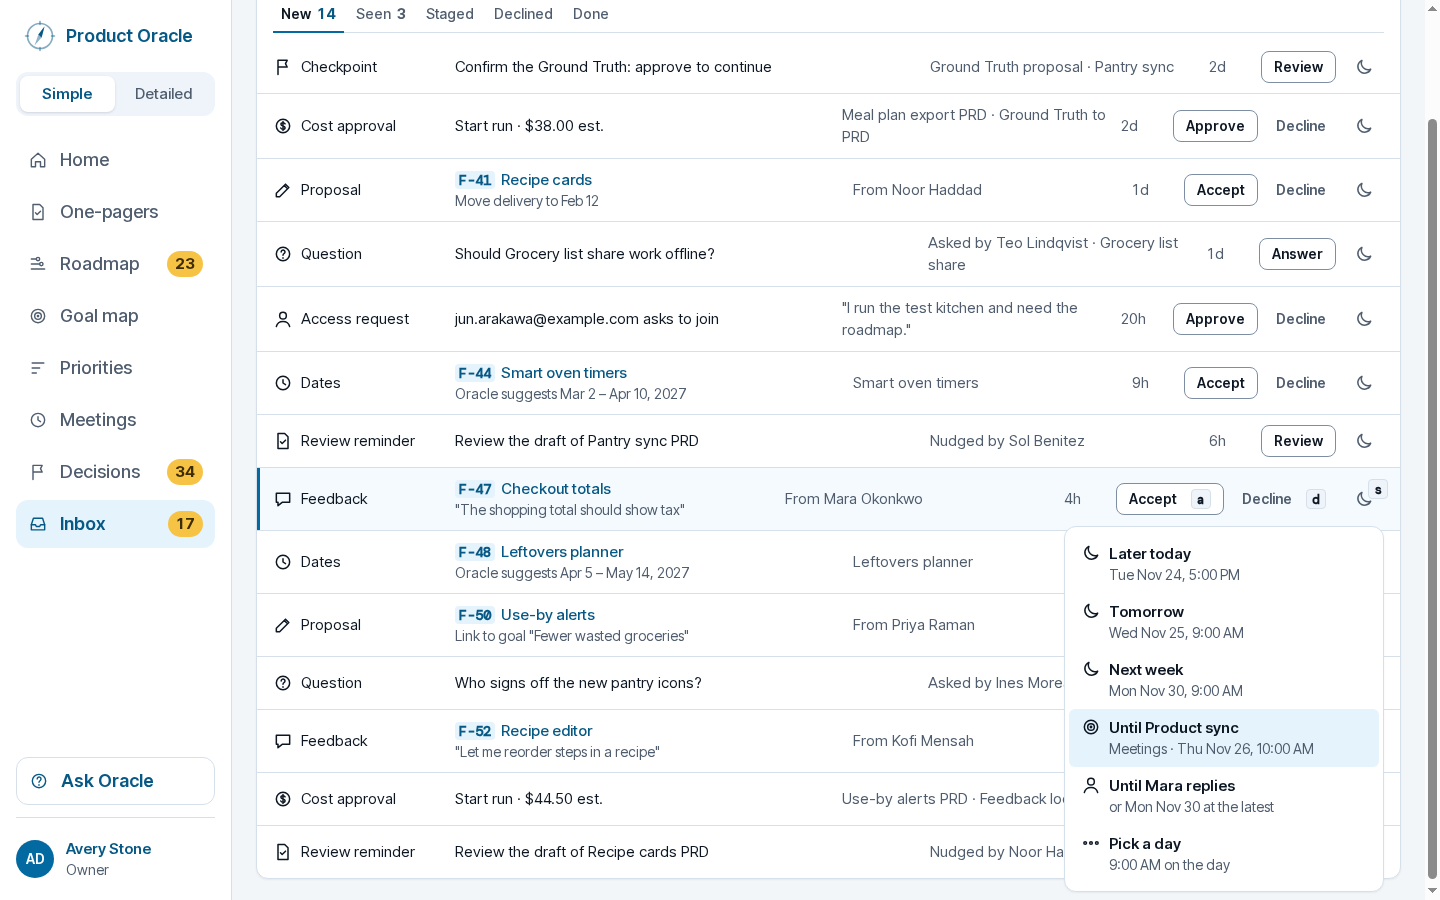 Product Oracle
Simple Detailed
Home
One-pagers
Roadmap 23
Goal map
Priorities
Meetings
Decisions 34
Inbox 17
Ask Oracle
AD
Avery Stone
Owner
New 14 Seen 3 Staged Declined Done
Checkpoint Confirm the Ground Truth: approve to continue Ground Truth proposal · Pantry sync 2d Review
Cost approval Start run · $38.00 est. Meal plan export PRD · Ground Truth to
PRD 2d Approve Decline
Proposal F-41 Recipe cards
Move delivery to Feb 12 From Noor Haddad 1d Accept Decline
Question Should Grocery list share work offline? Asked by Teo Lindqvist · Grocery list
share 1d Answer
Access request jun.arakawa@example.com asks to join "I run the test kitchen and need the
roadmap." 20h Approve Decline
Dates F-44 Smart oven timers
Oracle suggests Mar 2 – Apr 10, 2027 Smart oven timers 9h Accept Decline
Review reminder Review the draft of Pantry sync PRD Nudged by Sol Benitez 6h Review
Feedback F-47 Checkout totals
"The shopping total should show tax" From Mara Okonkwo 4h Accept a Decline d s
Dates F-48 Leftovers planner
Oracle suggests Apr 5 – May 14, 2027 Leftovers planner
Proposal F-50 Use-by alerts
Link to goal "Fewer wasted groceries" From Priya Raman
Question Who signs off the new pantry icons? Asked by Ines More
Feedback F-52 Recipe editor
"Let me reorder steps in a recipe" From Kofi Mensah
Cost approval Start run · $44.50 est. Use-by alerts PRD · Feedback
Review reminder Review the draft of Recipe cards PRD Nudged by Noor Ha
Later today
Tue Nov 24, 5:00 PM
Tomorrow
Wed Nov 25, 9:00 AM
Next week
Mon Nov 30, 9:00 AM
Until Product sync
Meetings · Thu Nov 26, 10:00 AM
Until Mara replies
or Mon Nov 30 at the latest
Pick a day
9:00 AM on the day